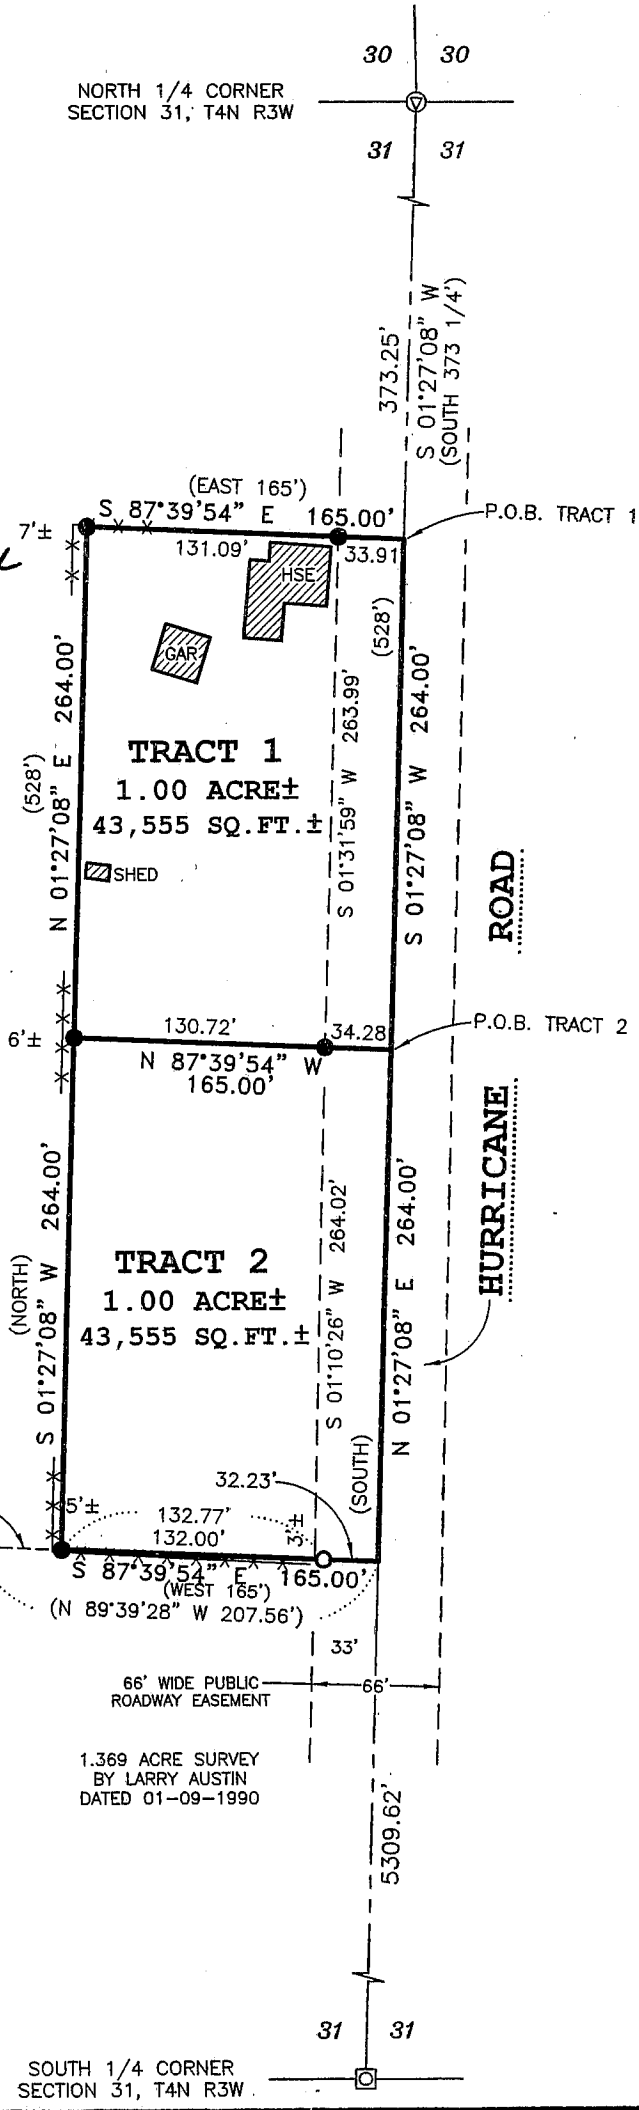 30 30
NORTH 1/4 CORNER
SECTION 31, T4N R3W
31 31
373.25'
S 01°27'08" W
(SOUTH 373 1/4')
(EAST 165')
S 87°39'54" E 165.00'
P.O.B. TRACT 1
7'±
131.09'
33.91
HSE
GAR
(528')
N 01°27'08" E 264.00'
(528')
S 01°31'59" W 263.99'
S 01°27'08" W 264.00'
TRACT 1
1.00 ACRE±
43,555 SQ.FT.±
SHED
ROAD
130.72'
34.28
P.O.B. TRACT 2
6'±
N 87°39'54" W
165.00'
HURRICANE
S 01°27'08" W 264.00'
(NORTH)
S 01°10'26" W 264.02'
N 01°27'08" E 264.00'
(SOUTH)
TRACT 2
1.00 ACRE±
43,555 SQ.FT.±
32.23'
5'±
132.77'
132.00'
3'±
S 87°39'54" E 165.00'
(WEST 165')
(N 89°39'28" W 207.56')
33'
66' WIDE PUBLIC
ROADWAY EASEMENT
66'
1.369 ACRE SURVEY
BY LARRY AUSTIN
DATED 01-09-1990
5309.62'
31 31
SOUTH 1/4 CORNER
SECTION 31, T4N R3W